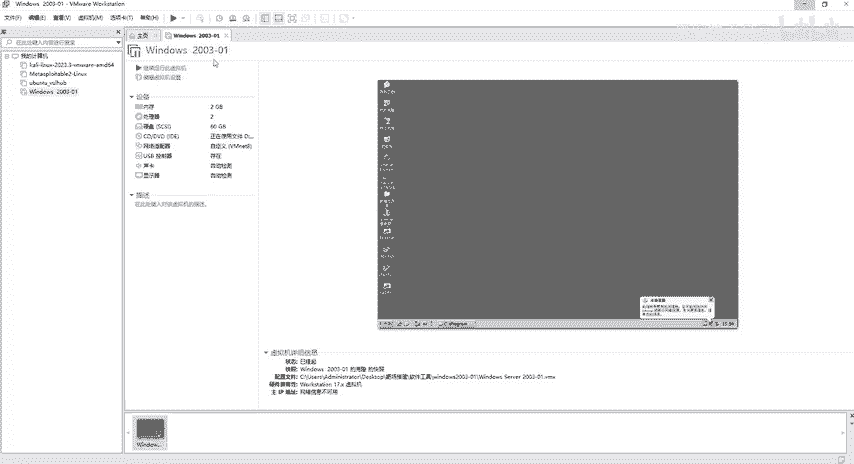 Windows 2003-01 - VMware Workstation
文件(F) 编辑(E) 查看(V) 虚拟机(M) 选项卡(T) 帮助(H)
库
在此处键入内容进行搜索
我的计算机
kali-linux-2023.3-vmware-amd64
Metasploitable2-Linux
ubuntu_vulhub
Windows 2003-01
主页
Windows 2003-01
Windows 2003-01
继续运行此虚拟机
编辑虚拟机设置
设备
内存 2 GB
处理器 2
硬盘 (SCSI) 60 GB
CD/DVD (IDE) 正在使用文件 D:...
网络适配器 自定义 (VMnet8)
USB 控制器 存在
声卡 自动检测
显示器 自动检测
描述
在此处键入对该虚拟机的描述。
虚拟机详细信息
状态: 已挂起
快照: Windows 2003-01 的克隆 的快照
配置文件: C:\Users\Administrator\Desktop\靶场搭建\软件工具\windows2003-01\Windows Server 2003-01.vmx
硬件兼容性: Workstation 17.x 虚拟机
主 IP 地址: 网络信息不可用
Window...